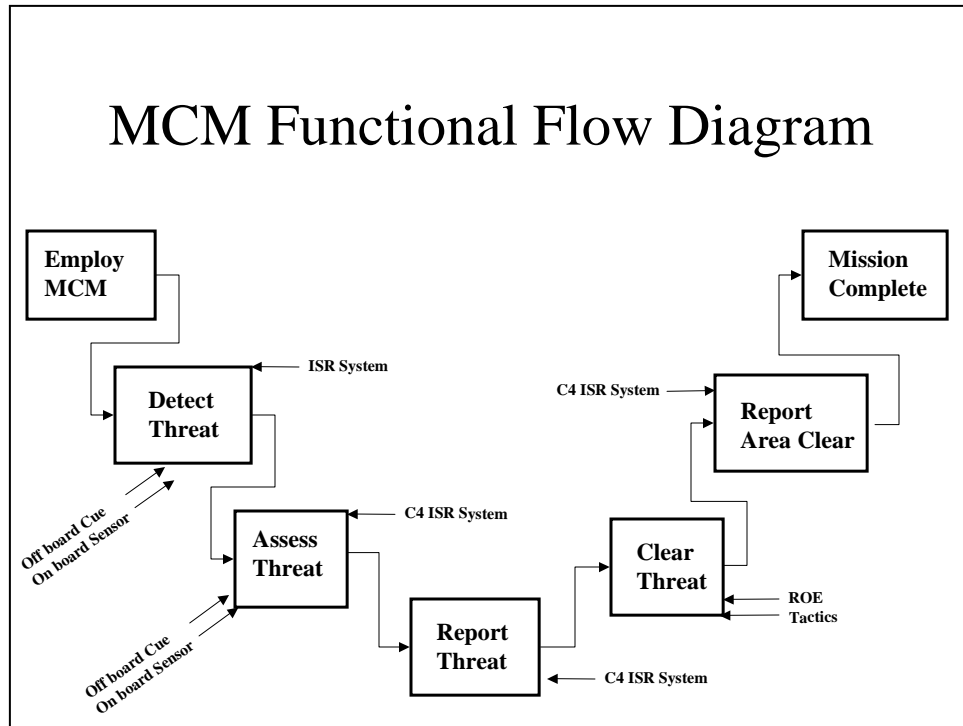 MCM Functional Flow Diagram
Employ
MCM
Mission
Complete
ISR System
Detect
Threat
C4 ISR System
Report
Area Clear
Off board Cue
On board Sensor
C4 ISR System
Assess
Threat
Clear
Threat
ROE
Tactics
Off board Cue
On board Sensor
Report
Threat
C4 ISR System